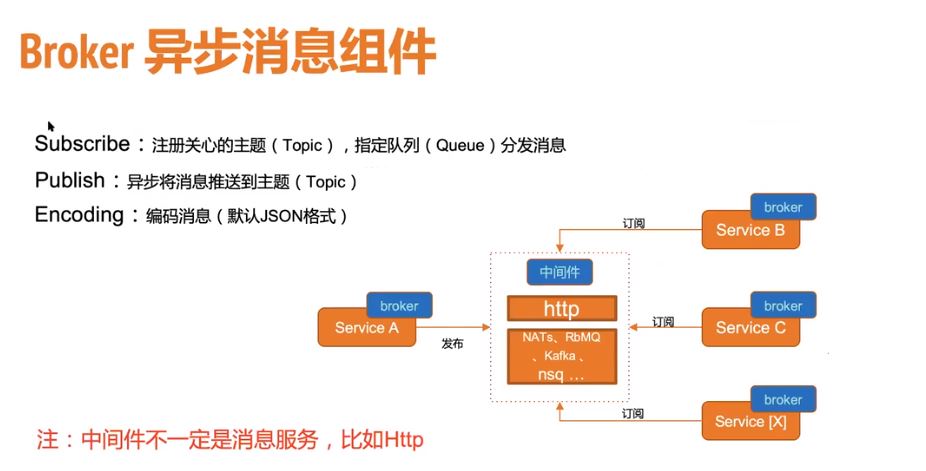 Broker 异步消息组件
Subscribe：注册关心的主题（Topic），指定队列（Queue）分发消息
Publish：异步将消息推送到主题（Topic）
Encoding：编码消息（默认JSON格式）
broker
Service B
订阅
中间件
http
NATs、RbMQ
、Kafka 、
nsq ...
broker
Service A
发布
broker
Service C
订阅
broker
Service [X]
订阅
注：中间件不一定是消息服务，比如Http